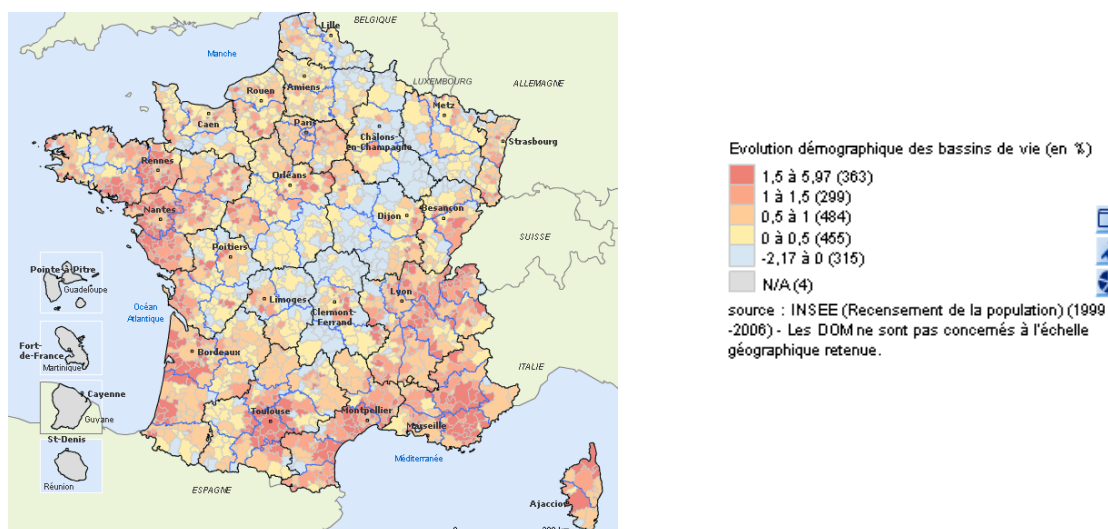 BELGIQUE
Lille
Manche
LUXEMBOURG
ALLEMAGNE
Rouen
Amiens
Metz
Caen
Paris
Châlons
-en-Champagne
Strasbourg
Rennes
Orléans
Nantes
Dijon
Besançon
SUISSE
Poitiers
Pointe-à-Pitre
Guadeloupe
Océan
Atlantique
Limoges
Clermont
-Ferrand
Lyon
Fort-
de-France
Martinique
Bordeaux
ITALIE
Cayenne
Guyane
Toulouse
Montpellier
Marseille
St-Denis
Réunion
Méditerranée
ESPAGNE
Ajaccio
Evolution démographique des bassins de vie (en %)
1,5 à 5,97 (363)
1 à 1,5 (299)
0,5 à 1 (484)
0 à 0,5 (455)
-2,17 à 0 (315)
N/A (4)
source : INSEE (Recensement de la population) (1999
-2006) - Les DOM ne sont pas concernés à l'échelle
géographique retenue.